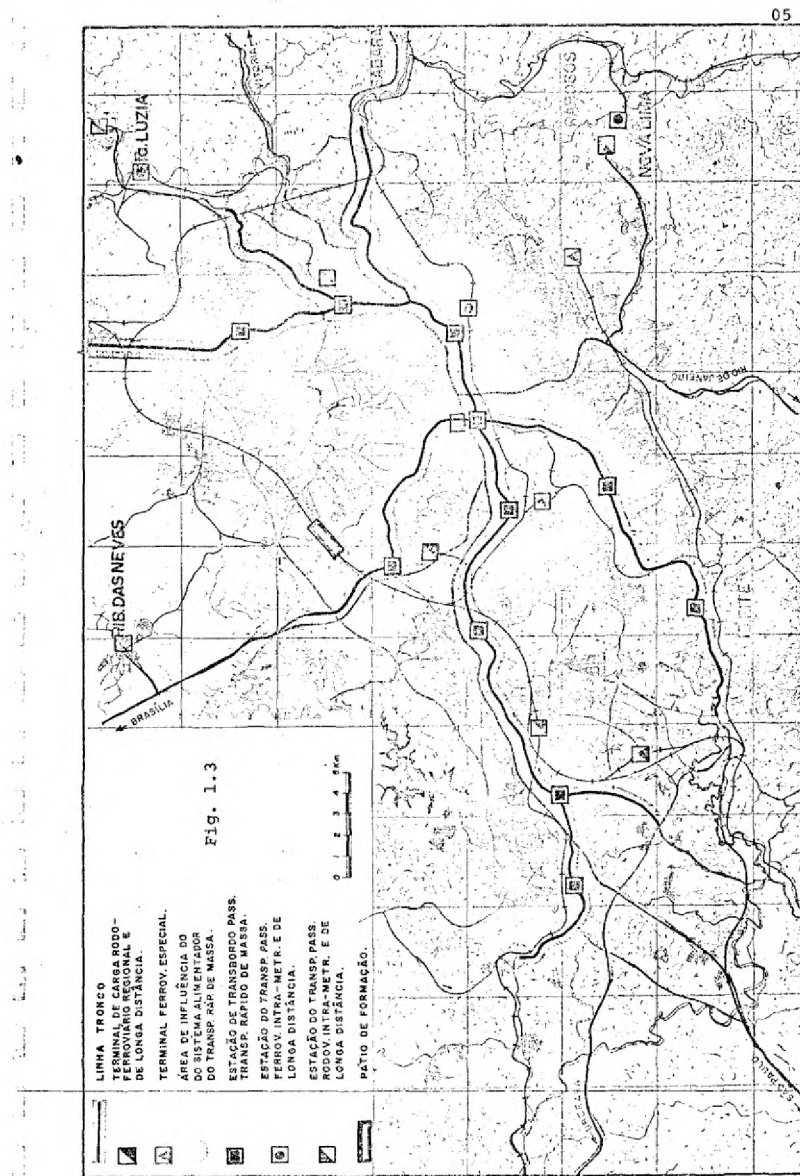 05
LINHA TRONCO
TERMINAL DE CARGA RODO-
FERROVIÁRIO REGIONAL E
DE LONGA DISTÂNCIA.
TERMINAL FERROV. ESPECIAL.
ÁREA DE INFLUÊNCIA DO
DO SISTEMA ALIMENTADOR
DO TRANSP. RÁP. DE MASSA.
ESTAÇÃO DE TRANSBORDO PASS.
TRANSP. RÁPIDO DE MASSA.
ESTAÇÃO DO TRANSP. PASS.
FERROV. INTRA-METR. E DE
LONGA DISTÂNCIA.
ESTAÇÃO DO TRANSP. PASS.
RODOV. INTRA-METR. E DE
LONGA DISTÂNCIA.
PÁTIO DE FORMAÇÃO
Fig. 1.3
0 1 2 3 4 5Km
BRASÍLIA
RIB. DAS NEVES
LUZIA
VITÓRIA
NOVA LIMA
RIO DE JANEIRO
SÃO PAULO
A
A
A